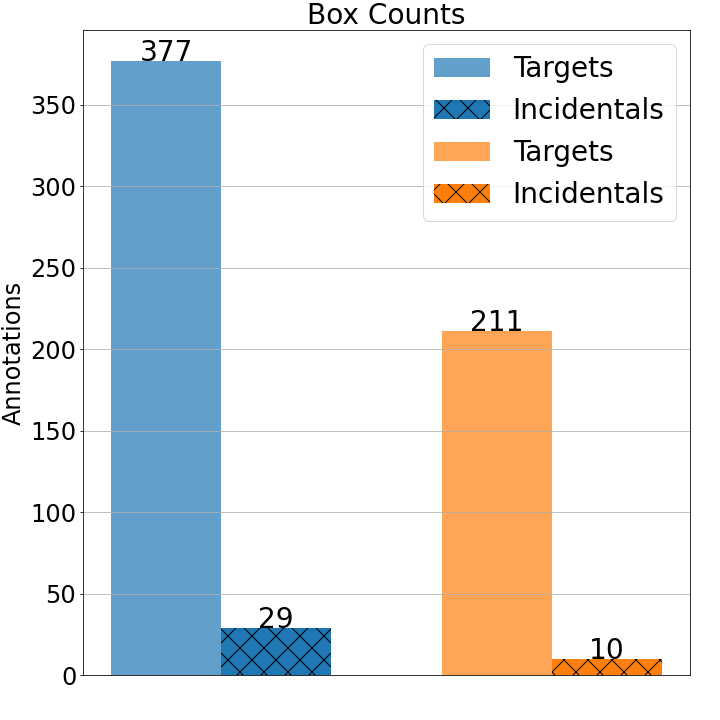 Box Counts
377
Targets
Incidentals
Targets
Incidentals
350
300
250
211
200
150
100
50
29
10
0
Annotations